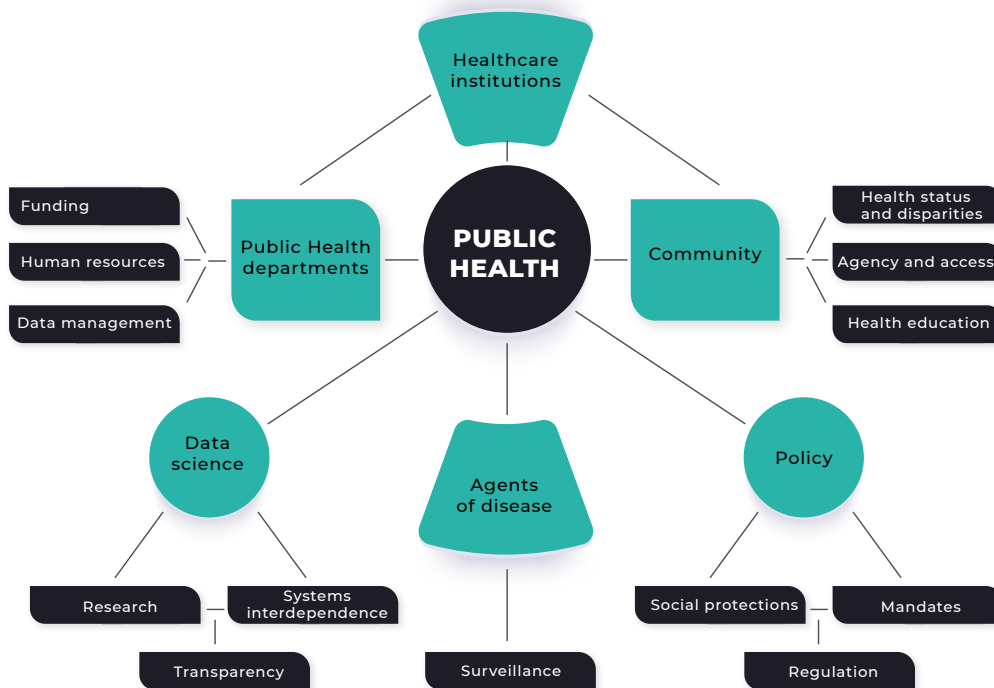 Healthcare
institutions
PUBLIC
HEALTH
Public Health
departments
Funding
Human resources
Data management
Community
Health status
and disparities
Agency and access
Health education
Data
science
Research
Systems
interdependence
Transparency
Agents
of disease
Surveillance
Policy
Social protections
Mandates
Regulation